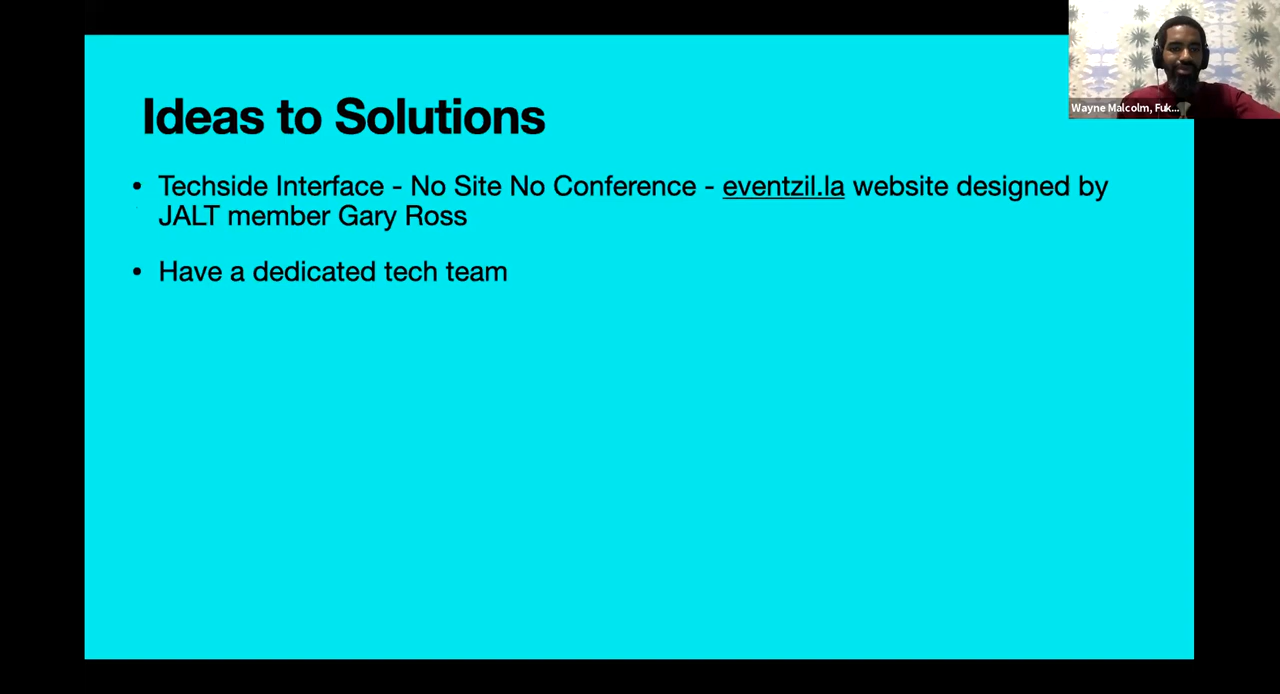 Ideas to Solutions
• Techside Interface - No Site No Conference - eventzil.la website designed by
JALT member Gary Ross
• Have a dedicated tech team
Wayne Malcolm, Fuk...